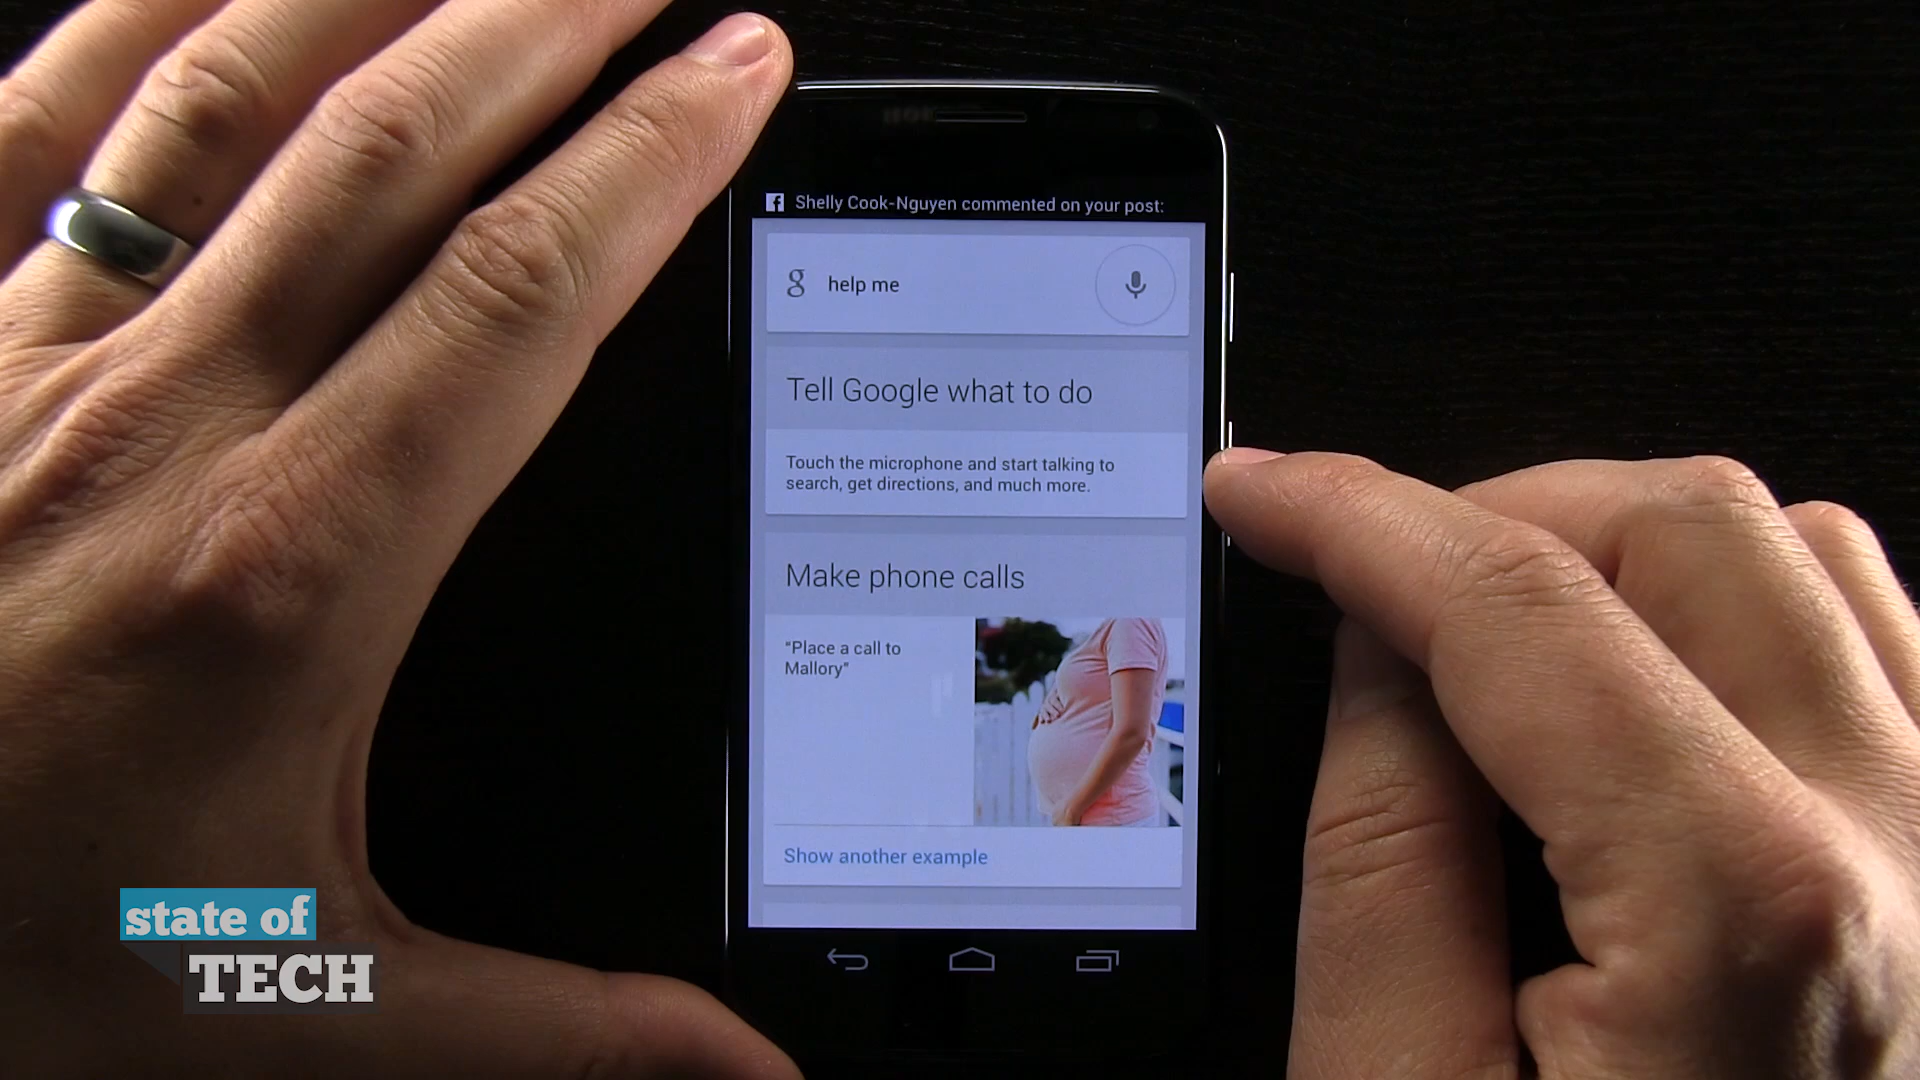 Shelly Cook-Nguyen commented on your post:
g help me
Tell Google what to do
Touch the microphone and start talking to
search, get directions, and much more.
Make phone calls
"Place a call to
Mallory"
Show another example
state of
TECH